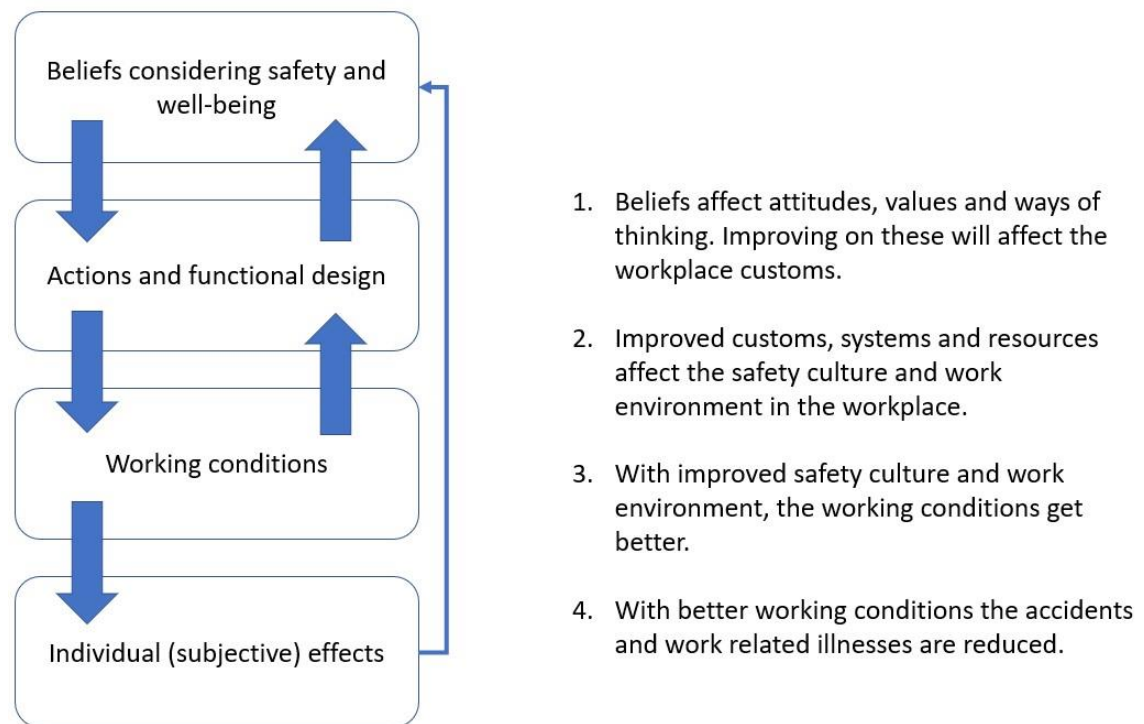 Beliefs considering safety and
well-being
Actions and functional design
Working conditions
Individual (subjective) effects
1. Beliefs affect attitudes, values and ways of
thinking. Improving on these will affect the
workplace customs.
2. Improved customs, systems and resources
affect the safety culture and work
environment in the workplace.
3. With improved safety culture and work
environment, the working conditions get
better.
4. With better working conditions the accidents
and work related illnesses are reduced.